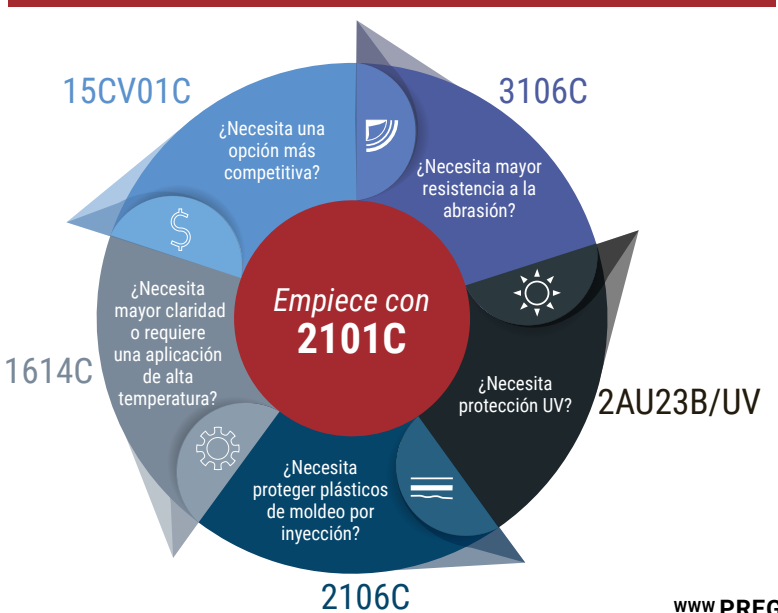 15CV01C
3106C
¿Necesita una
opción más
competitiva?
¿Necesita mayor
resistencia a la
abrasión?
$
¿Necesita
mayor claridad
o requiere
una aplicación
de alta
temperatura?
Empiece con
2101C
1614C
¿Necesita
protección UV?
2AU23B/UV
¿Necesita
proteger plásticos
de moldeo por
inyección?
2106C
www.PREG